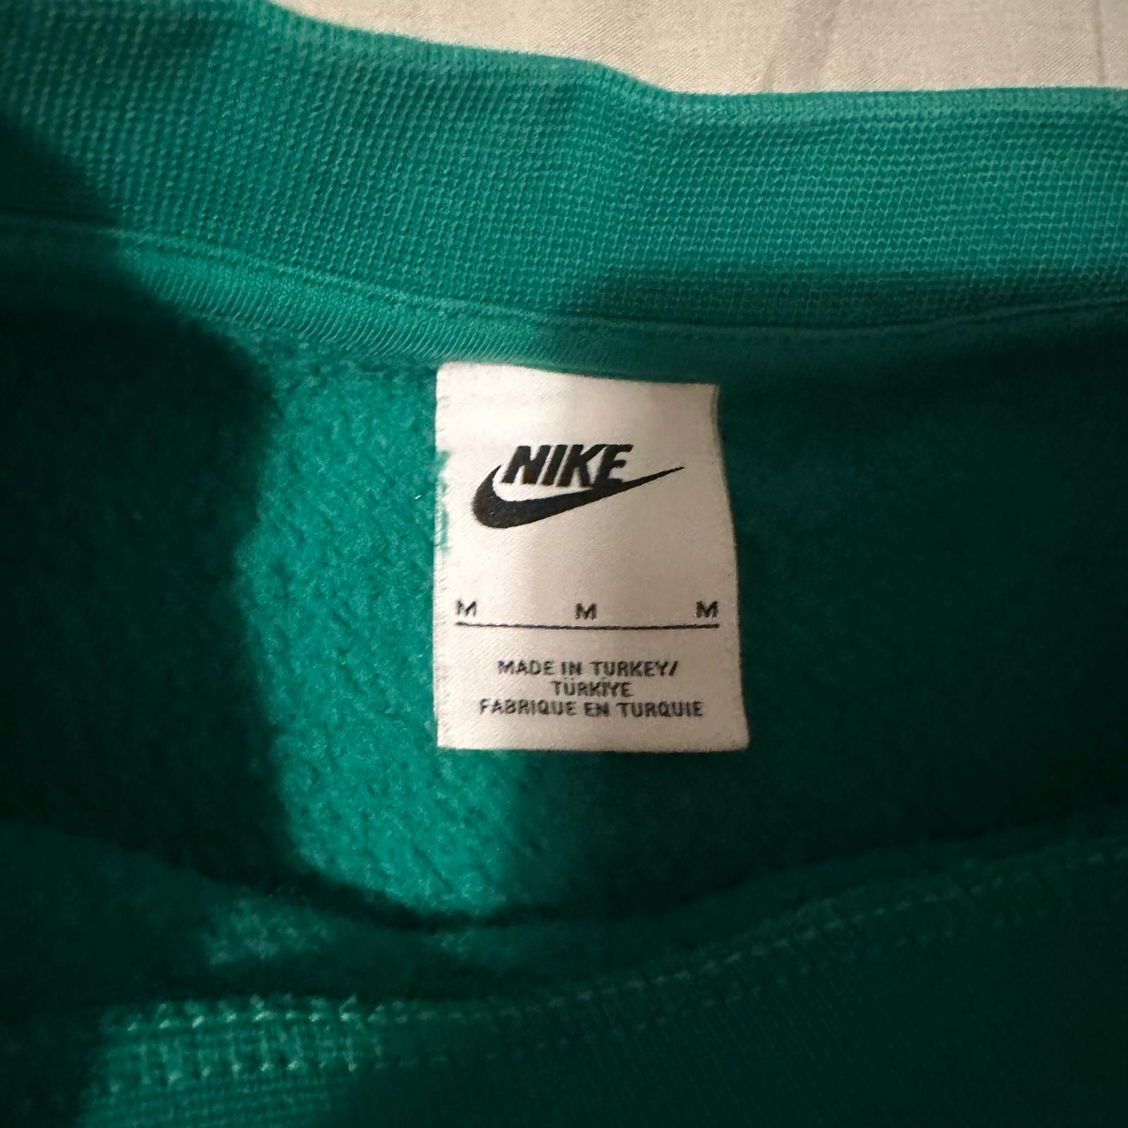 NIKE
M M M
MADE IN TURKEY/
TÜRKİYE
FABRIQUE EN TURQUIE